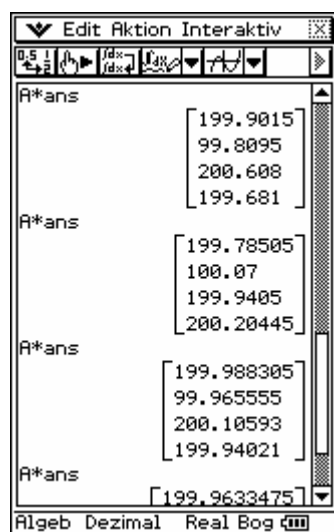 Edit Aktion Interaktiv
A*ans
199.9015
99.8095
200.608
199.681
A*ans
199.78505
100.07
199.9405
200.20445
A*ans
199.988305
99.965555
200.10593
199.94021
A*ans
199.9633475
Algeb Dezimal Real Bog